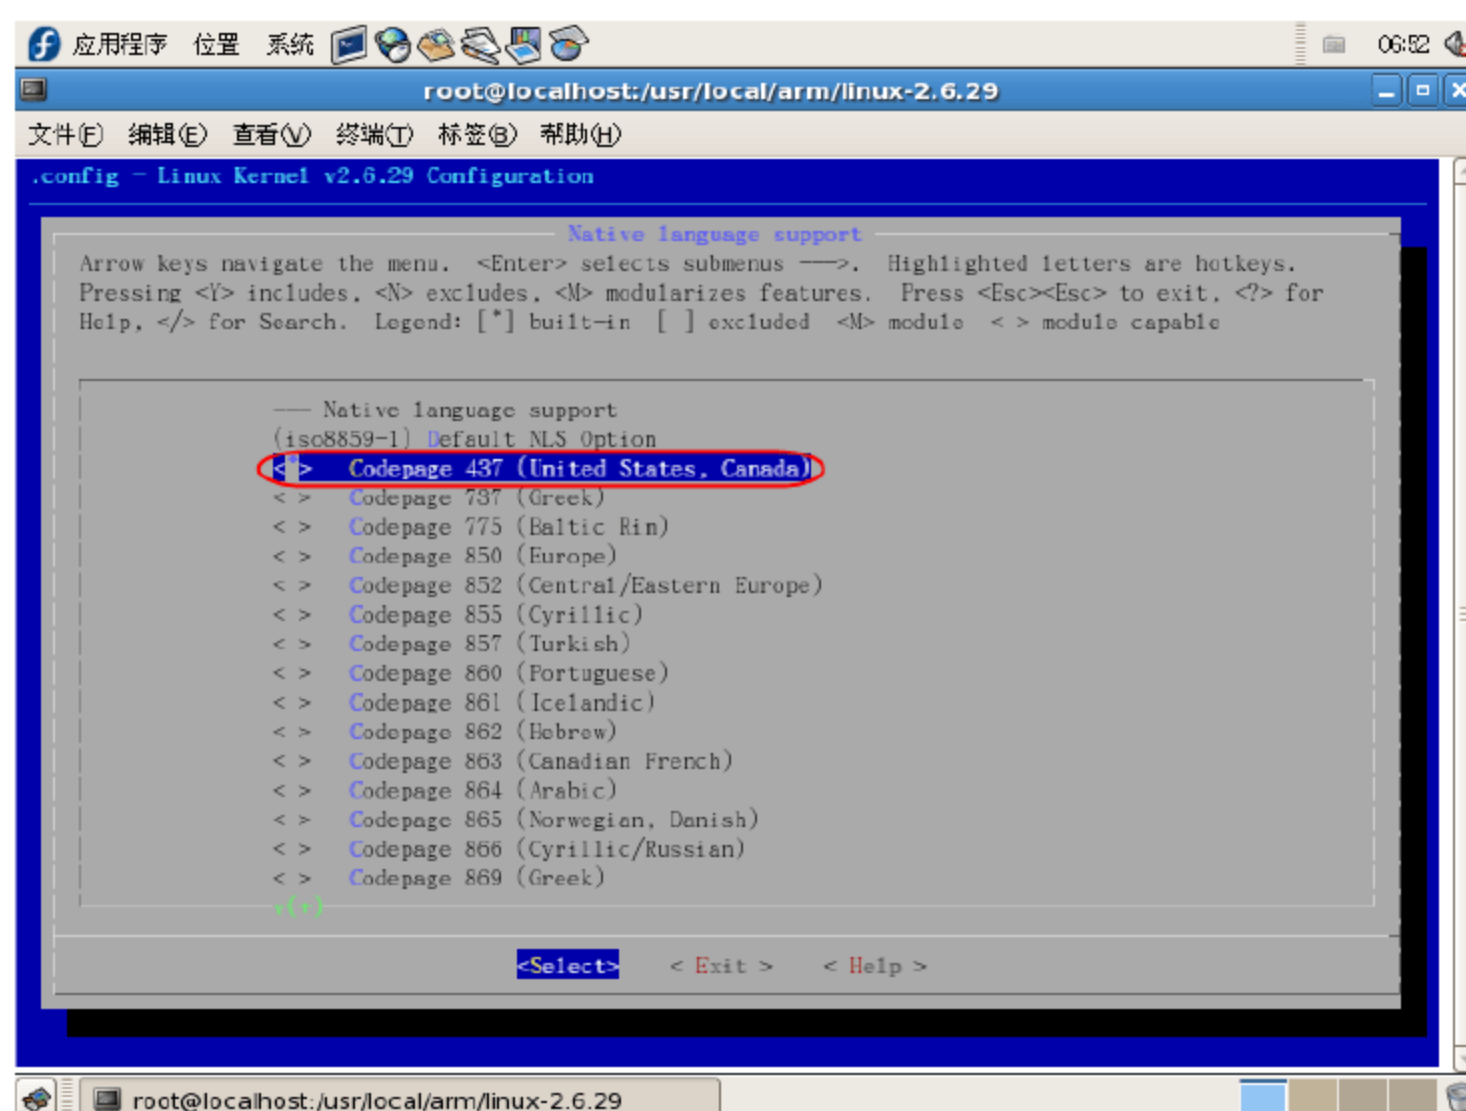 应用程序 位置 系统 06:52
root@localhost:/usr/local/arm/linux-2.6.29
文件(F) 编辑(E) 查看(V) 终端(T) 标签(B) 帮助(H)
.config - Linux Kernel v2.6.29 Configuration
Native language support
Arrow keys navigate the menu. <Enter> selects submenus --->. Highlighted letters are hotkeys.
Pressing <Y> includes, <N> excludes, <M> modularizes features. Press <Esc><Esc> to exit, <?> for
Help, </> for Search. Legend: [*] built-in [ ] excluded <M> module < > module capable
--- Native language support
(iso8859-1) Default NLS Option
<*> Codepage 437 (United States, Canada)
< > Codepage 737 (Greek)
< > Codepage 775 (Baltic Rim)
< > Codepage 850 (Europe)
< > Codepage 852 (Central/Eastern Europe)
< > Codepage 855 (Cyrillic)
< > Codepage 857 (Turkish)
< > Codepage 860 (Portuguese)
< > Codepage 861 (Icelandic)
< > Codepage 862 (Hebrew)
< > Codepage 863 (Canadian French)
< > Codepage 864 (Arabic)
< > Codepage 865 (Norwegian, Danish)
< > Codepage 866 (Cyrillic/Russian)
< > Codepage 869 (Greek)
<Select> < Exit > < Help >
root@localhost:/usr/local/arm/linux-2.6.29